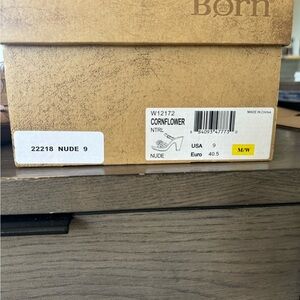 Born
W12172
MADE IN CHINA
CORNFLOWER
NTRL
NUDE
USA 9
Euro 40.5
M/W
22218 NUDE 9